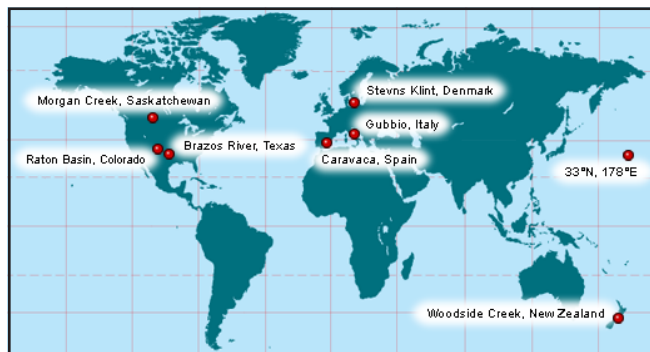 Stevns Klint, Denmark
Morgan Creek, Saskatchewan
Gubbio, Italy
Brazos River, Texas
Raton Basin, Colorado
Caravaca, Spain
33°N, 178°E
Woodside Creek, New Zealand